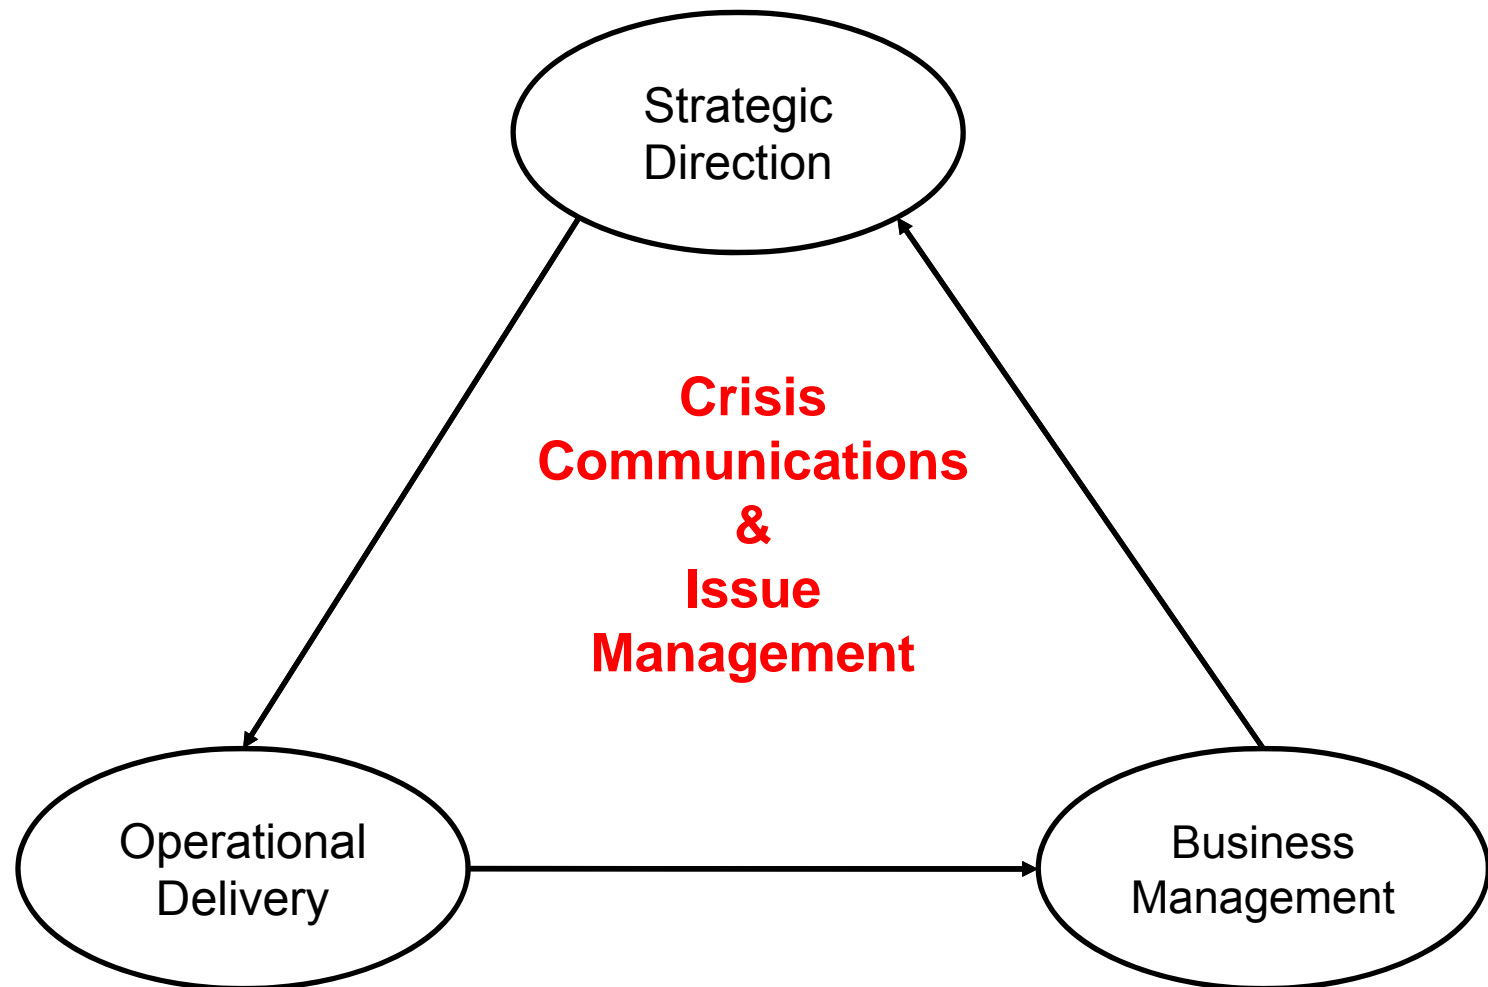 Strategic
Direction
Crisis
Communications
&
Issue
Management
Operational
Delivery
Business
Management